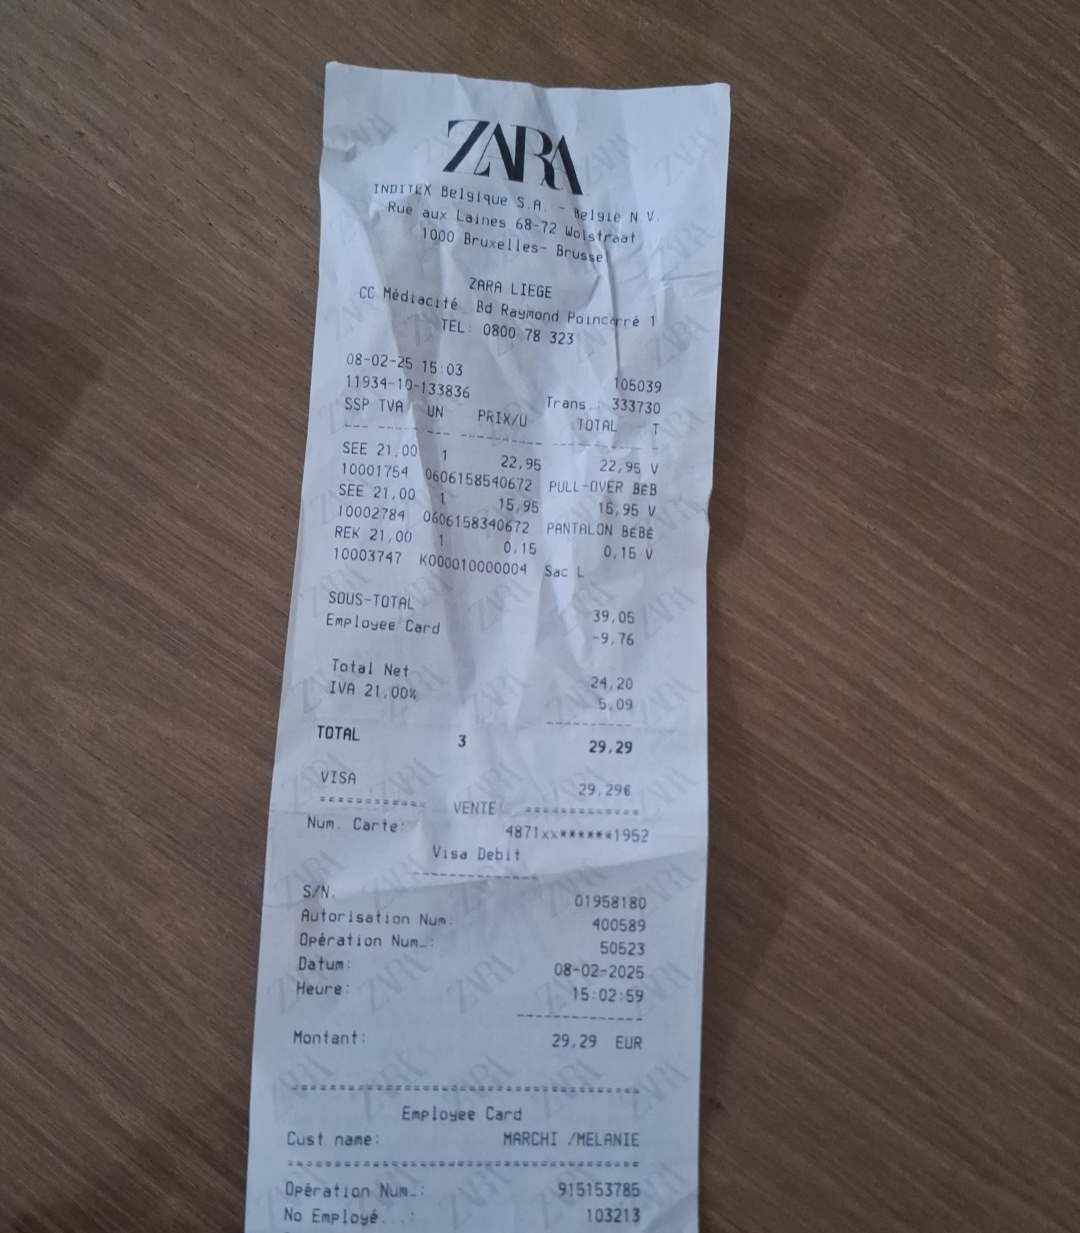 ZARA
INDITEX Belgique S.A. - Belgie N V.
Rue aux Laines 68-72 Wolstraat
1000 Bruxelles- Brussel
ZARA LIEGE
CC Médiacité Bd Raymond Poincarré 1
TEL: 0800 78 323
08-02-25 15:03 105039
11934-10-133836 Trans.: 333730
SSP TVA UN PRIX/U TOTAL T
SEE 21,00 1 22,95 22,95 V
10001754 0606158540672 PULL-OVER BEB
SEE 21,00 1 15,95 15,95 V
10002784 0606158340672 PANTALON BEBE
REK 21,00 1 0,15 0,15 V
10003747 K000010000004 Sac L
SOUS-TOTAL 39,05
Employee Card -9,76
Total Net 24,20
IVA 21,00% 5,09
TOTAL 3 29,29
VISA 29,29€
============ VENTE =============
Num. Carte: 4871xx******1952
Visa Debit
S/N: 01958180
Autorisation Num: 400589
Opération Num.: 50523
Datum: 08-02-2025
Heure: 15:02:59
Montant: 29,29 EUR
Employee Card
Cust name: MARCHI /MELANIE
Opération Num.: 915153785
No Employé...: 103213